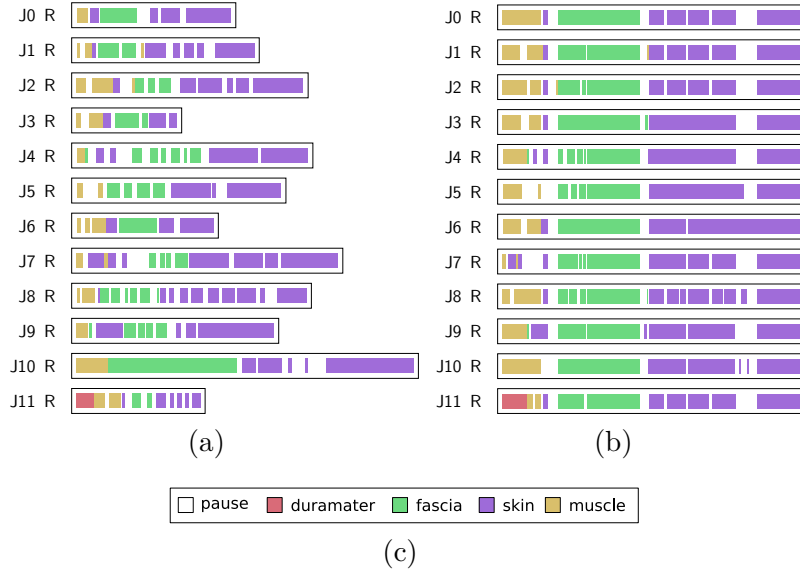 J0 R J0 R
J1 R J1 R
J2 R J2 R
J3 R J3 R
J4 R J4 R
J5 R J5 R
J6 R J6 R
J7 R J7 R
J8 R J8 R
J9 R J9 R
J10 R J10 R
J11 R J11 R
(a) (b)
pause duramater fascia skin muscle
(c)